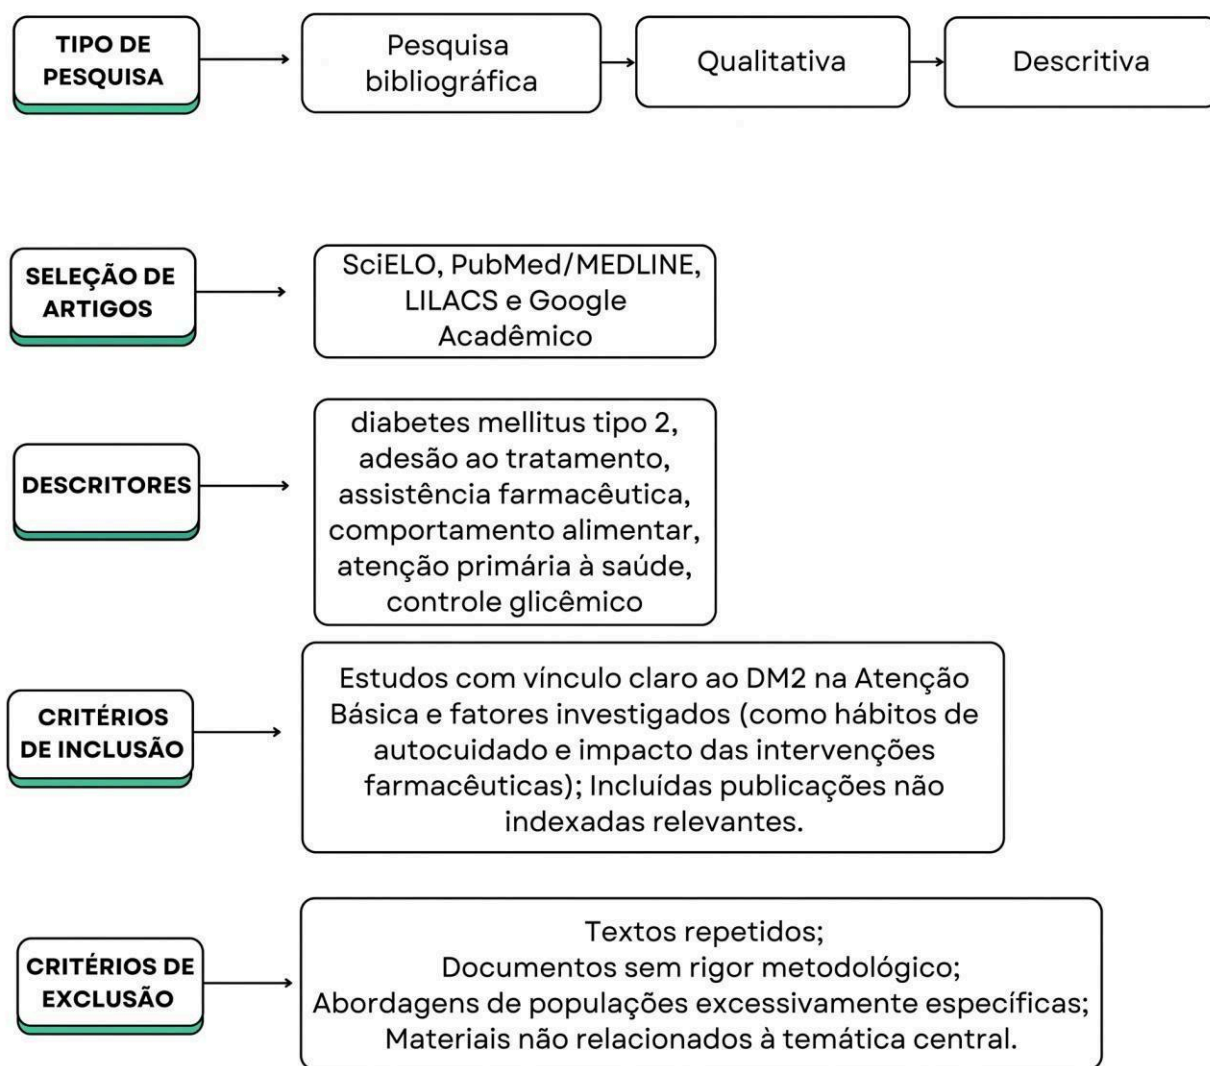 TIPO DE
PESQUISA
Pesquisa
bibliográfica
Qualitativa
Descritiva
SELEÇÃO DE
ARTIGOS
SciELO, PubMed/MEDLINE,
LILACS e Google
Acadêmico
DESCRITORES
diabetes mellitus tipo 2,
adesão ao tratamento,
assistência farmacêutica,
comportamento alimentar,
atenção primária à saúde,
controle glicêmico
CRITÉRIOS
DE INCLUSÃO
Estudos com vínculo claro ao DM2 na Atenção
Básica e fatores investigados (como hábitos de
autocuidado e impacto das intervenções
farmacêuticas); Incluídas publicações não
indexadas relevantes.
CRITÉRIOS DE
EXCLUSÃO
Textos repetidos;
Documentos sem rigor metodológico;
Abordagens de populações excessivamente específicas;
Materiais não relacionados à temática central.